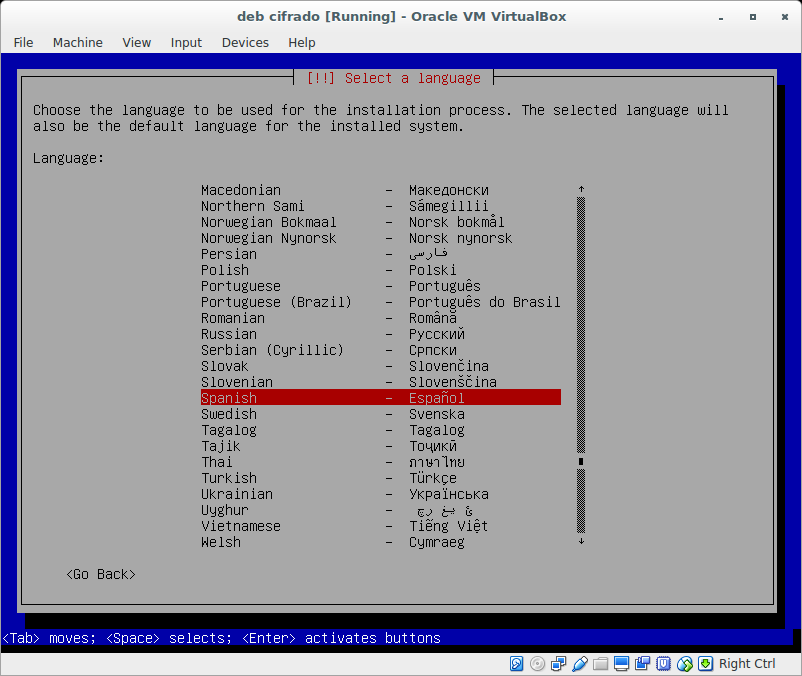 deb cifrado [Running] - Oracle VM VirtualBox
File Machine View Input Devices Help
[!!] Select a language
Choose the language to be used for the installation process. The selected language will
also be the default language for the installed system.
Language:
Macedonian - Македонски
Northern Sami - Sámegillii
Norwegian Bokmaal - Norsk bokmål
Norwegian Nynorsk - Norsk nynorsk
Persian - فارسی
Polish - Polski
Portuguese - Português
Portuguese (Brazil) - Português do Brasil
Romanian - Română
Russian - Русский
Serbian (Cyrillic) - Српски
Slovak - Slovenčina
Slovenian - Slovenščina
Spanish - Español
Swedish - Svenska
Tagalog - Tagalog
Tajik - Тоҷикӣ
Thai - ภาษาไทย
Turkish - Türkçe
Ukrainian - Українська
Uyghur -
Vietnamese - Tiếng Việt
Welsh - Cymraeg
<Go Back>
<Tab> moves; <Space> selects; <Enter> activates buttons
Right Ctrl